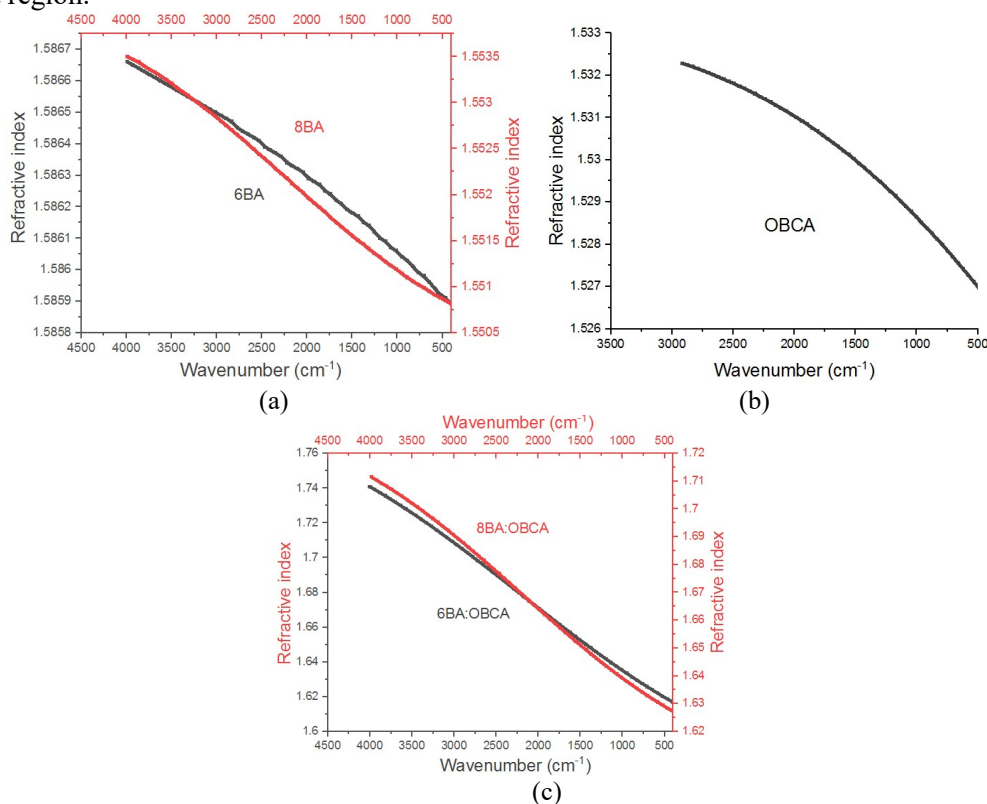 region.
4500 4000 3500 3000 2500 2000 1500 1000 500
1.5867
1.5866
1.5865
1.5864
1.5863
1.5862
1.5861
1.586
1.5859
1.5858
Refractive index
8BA
6BA
1.5535
1.553
1.5525
1.552
1.5515
1.551
1.5505
Refractive index
4500 4000 3500 3000 2500 2000 1500 1000 500
Wavenumber (cm⁻¹)
(a)
1.533
1.532
1.531
1.53
1.529
1.528
1.527
1.526
Refractive index
OBCA
3500 3000 2500 2000 1500 1000 500
Wavenumber (cm⁻¹)
(b)
Wavenumber (cm⁻¹)
4500 4000 3500 3000 2500 2000 1500 1000 500
1.76
1.74
1.72
1.7
1.68
1.66
1.64
1.62
1.6
Refractive index
8BA:OBCA
6BA:OBCA
1.72
1.71
1.7
1.69
1.68
1.67
1.66
1.65
1.64
1.63
1.62
Refractive index
4500 4000 3500 3000 2500 2000 1500 1000 500
Wavenumber (cm⁻¹)
(c)